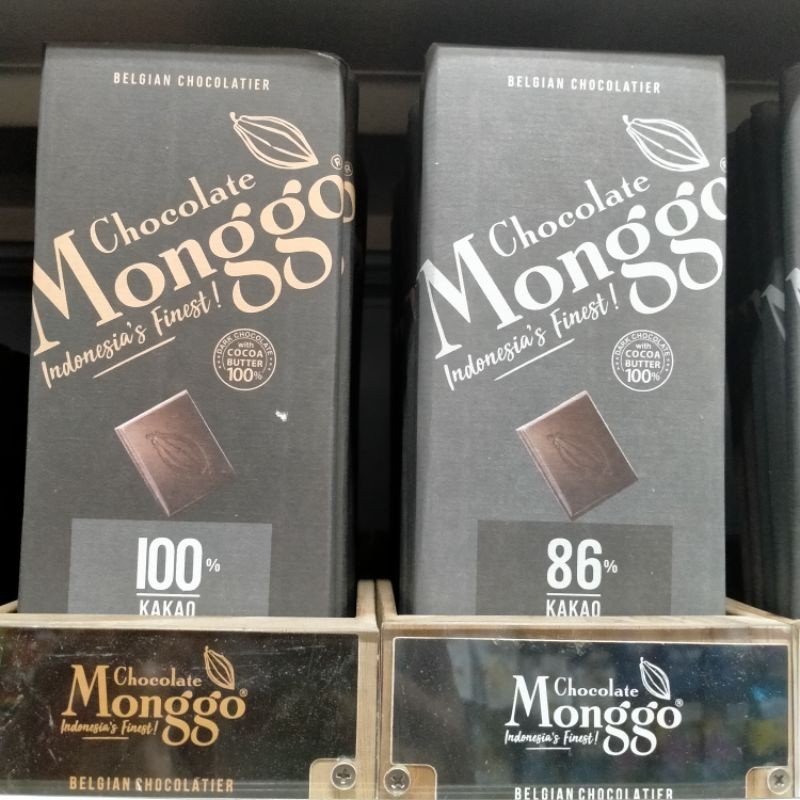 BELGIAN CHOCOLATIER
Chocolate
Monggo®
Indonesia's Finest!
DARK CHOCOLATE
with
COCOA
BUTTER
100%
100%
KAKAO
BELGIAN CHOCOLATIER
Chocolate
Monggo
Indonesia's Finest!
DARK CHOCOLATE
with
COCOA
BUTTER
100%
86%
KAKAO
Chocolate
Monggo®
Indonesia's Finest!
BELGIAN CHOCOLATIER
Chocolate
Monggo®
Indonesia's Finest!
BELGIAN CHOCOLATIER